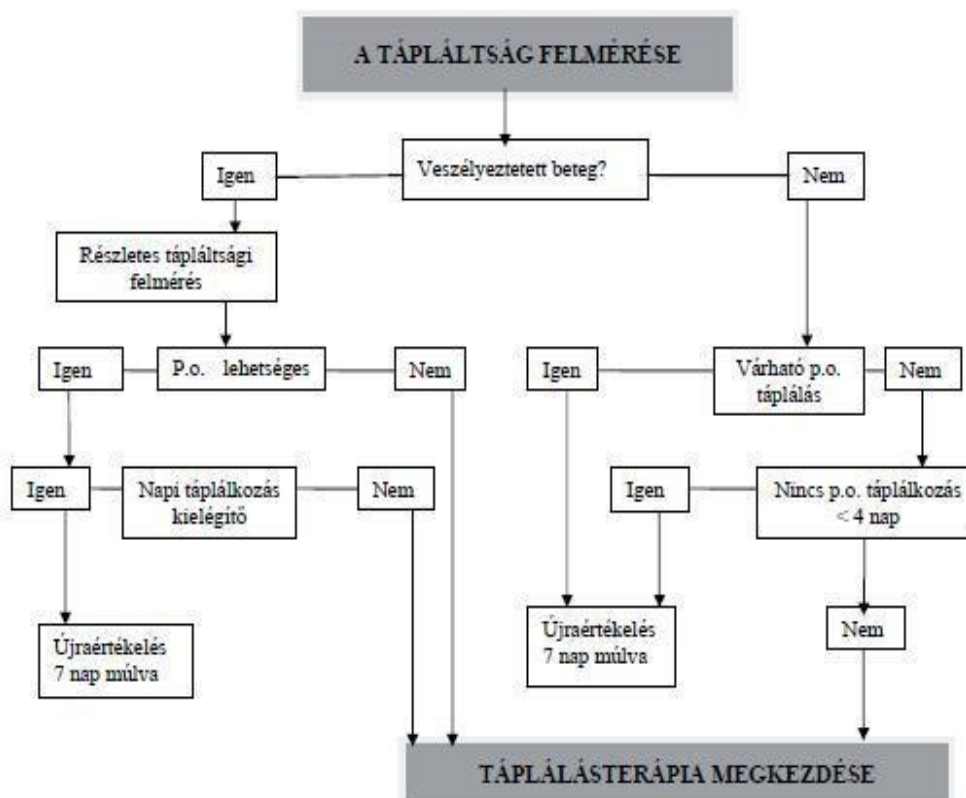 A TÁPLÁLTSÁG FELMÉRÉSE
Igen
Veszélyeztetett beteg?
Nem
Részletes tápláltsági
felmérés
Igen
P.o. lehetséges
Nem
Igen
Várható p.o.
táplálás
Nem
Igen
Napi táplálkozás
kielégítő
Nem
Igen
Nincs p.o. táplálkozás
< 4 nap
Újraértékelés
7 nap múlva
Újraértékelés
7 nap múlva
Nem
TÁPLÁLÁSTERÁPIA MEGKEZDÉSE